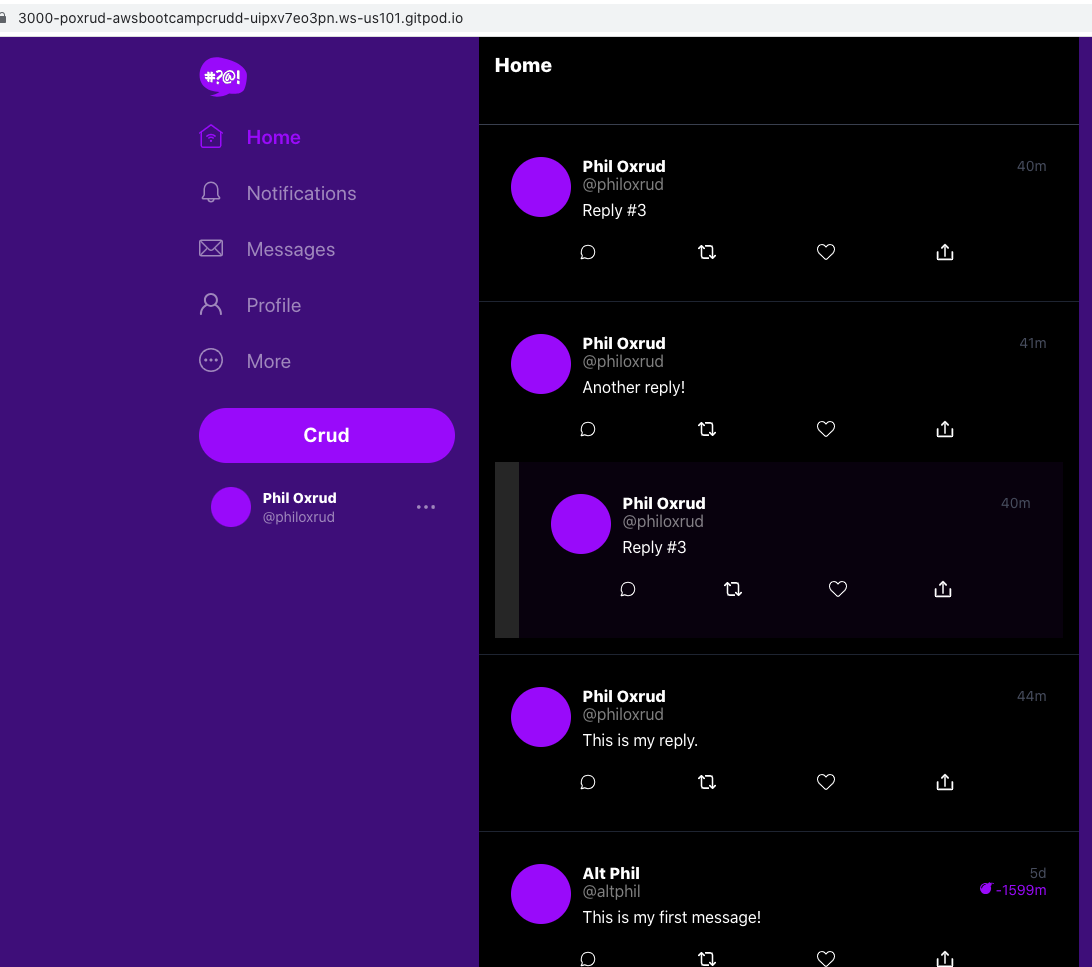 3000-poxrud-awsbootcampcrudd-uipxv7eo3pn.ws-us101.gitpod.io
#?@!
Home
Notifications
Messages
Profile
More
Crud
Phil Oxrud
@philoxrud
Home
Phil Oxrud 40m
@philoxrud
Reply #3
Phil Oxrud 41m
@philoxrud
Another reply!
Phil Oxrud 40m
@philoxrud
Reply #3
Phil Oxrud 44m
@philoxrud
This is my reply.
Alt Phil 5d
@altphil -1599m
This is my first message!